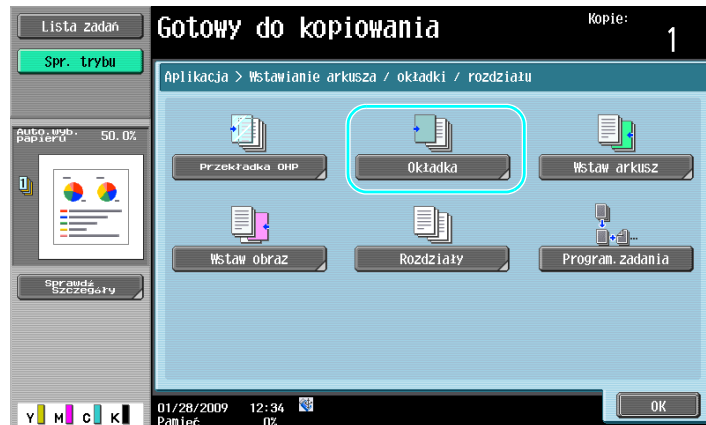 Lista zadań
Spr. trybu
Auto.wyb.
papieru
50.0%
Sprawdź
Szczegóły
Y M C K
Gotowy do kopiowania
Kopie:
1
Aplikacja > Wstawianie arkusza / okładki / rozdziału
Przekładka OHP
Okładka
Wstaw arkusz
Wstaw obraz
Rozdziały
Program.zadania
01/28/2009 12:34
Pamięć 0%
OK